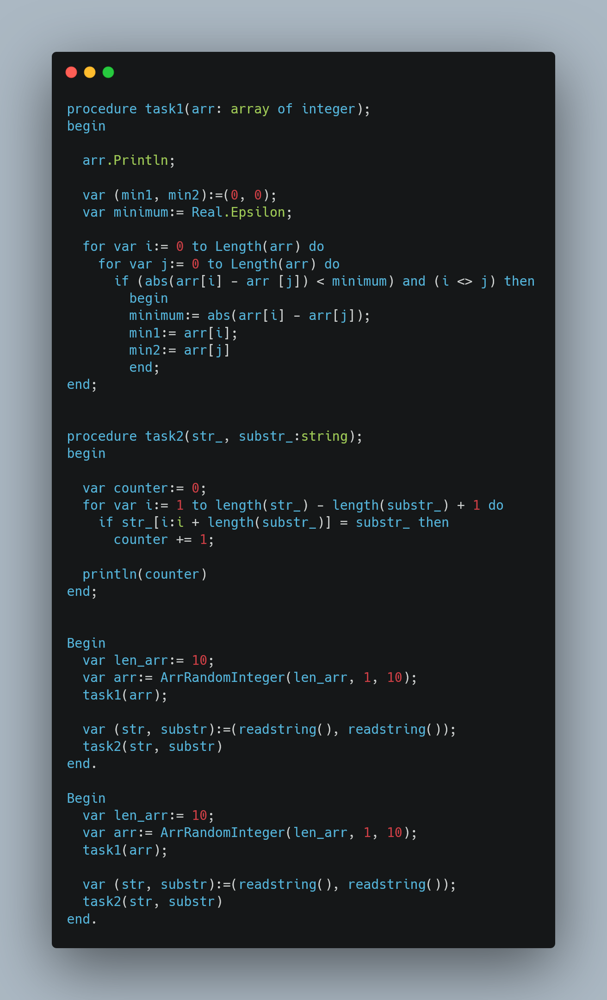 procedure task1(arr: array of integer);
begin

  arr.Println;

  var (min1, min2):=(0, 0);
  var minimum:= Real.Epsilon;

  for var i:= 0 to Length(arr) do
    for var j:= 0 to Length(arr) do
      if (abs(arr[i] - arr [j]) < minimum) and (i <> j) then
        begin
        minimum:= abs(arr[i] - arr[j]);
        min1:= arr[i];
        min2:= arr[j]
        end;
end;


procedure task2(str_, substr_:string);
begin

  var counter:= 0;
  for var i:= 1 to length(str_) - length(substr_) + 1 do
    if str_[i:i + length(substr_)] = substr_ then
      counter += 1;

  println(counter)
end;


Begin
  var len_arr:= 10;
  var arr:= ArrRandomInteger(len_arr, 1, 10);
  task1(arr);

  var (str, substr):=(readstring(), readstring());
  task2(str, substr)
end.

Begin
  var len_arr:= 10;
  var arr:= ArrRandomInteger(len_arr, 1, 10);
  task1(arr);

  var (str, substr):=(readstring(), readstring());
  task2(str, substr)
end.